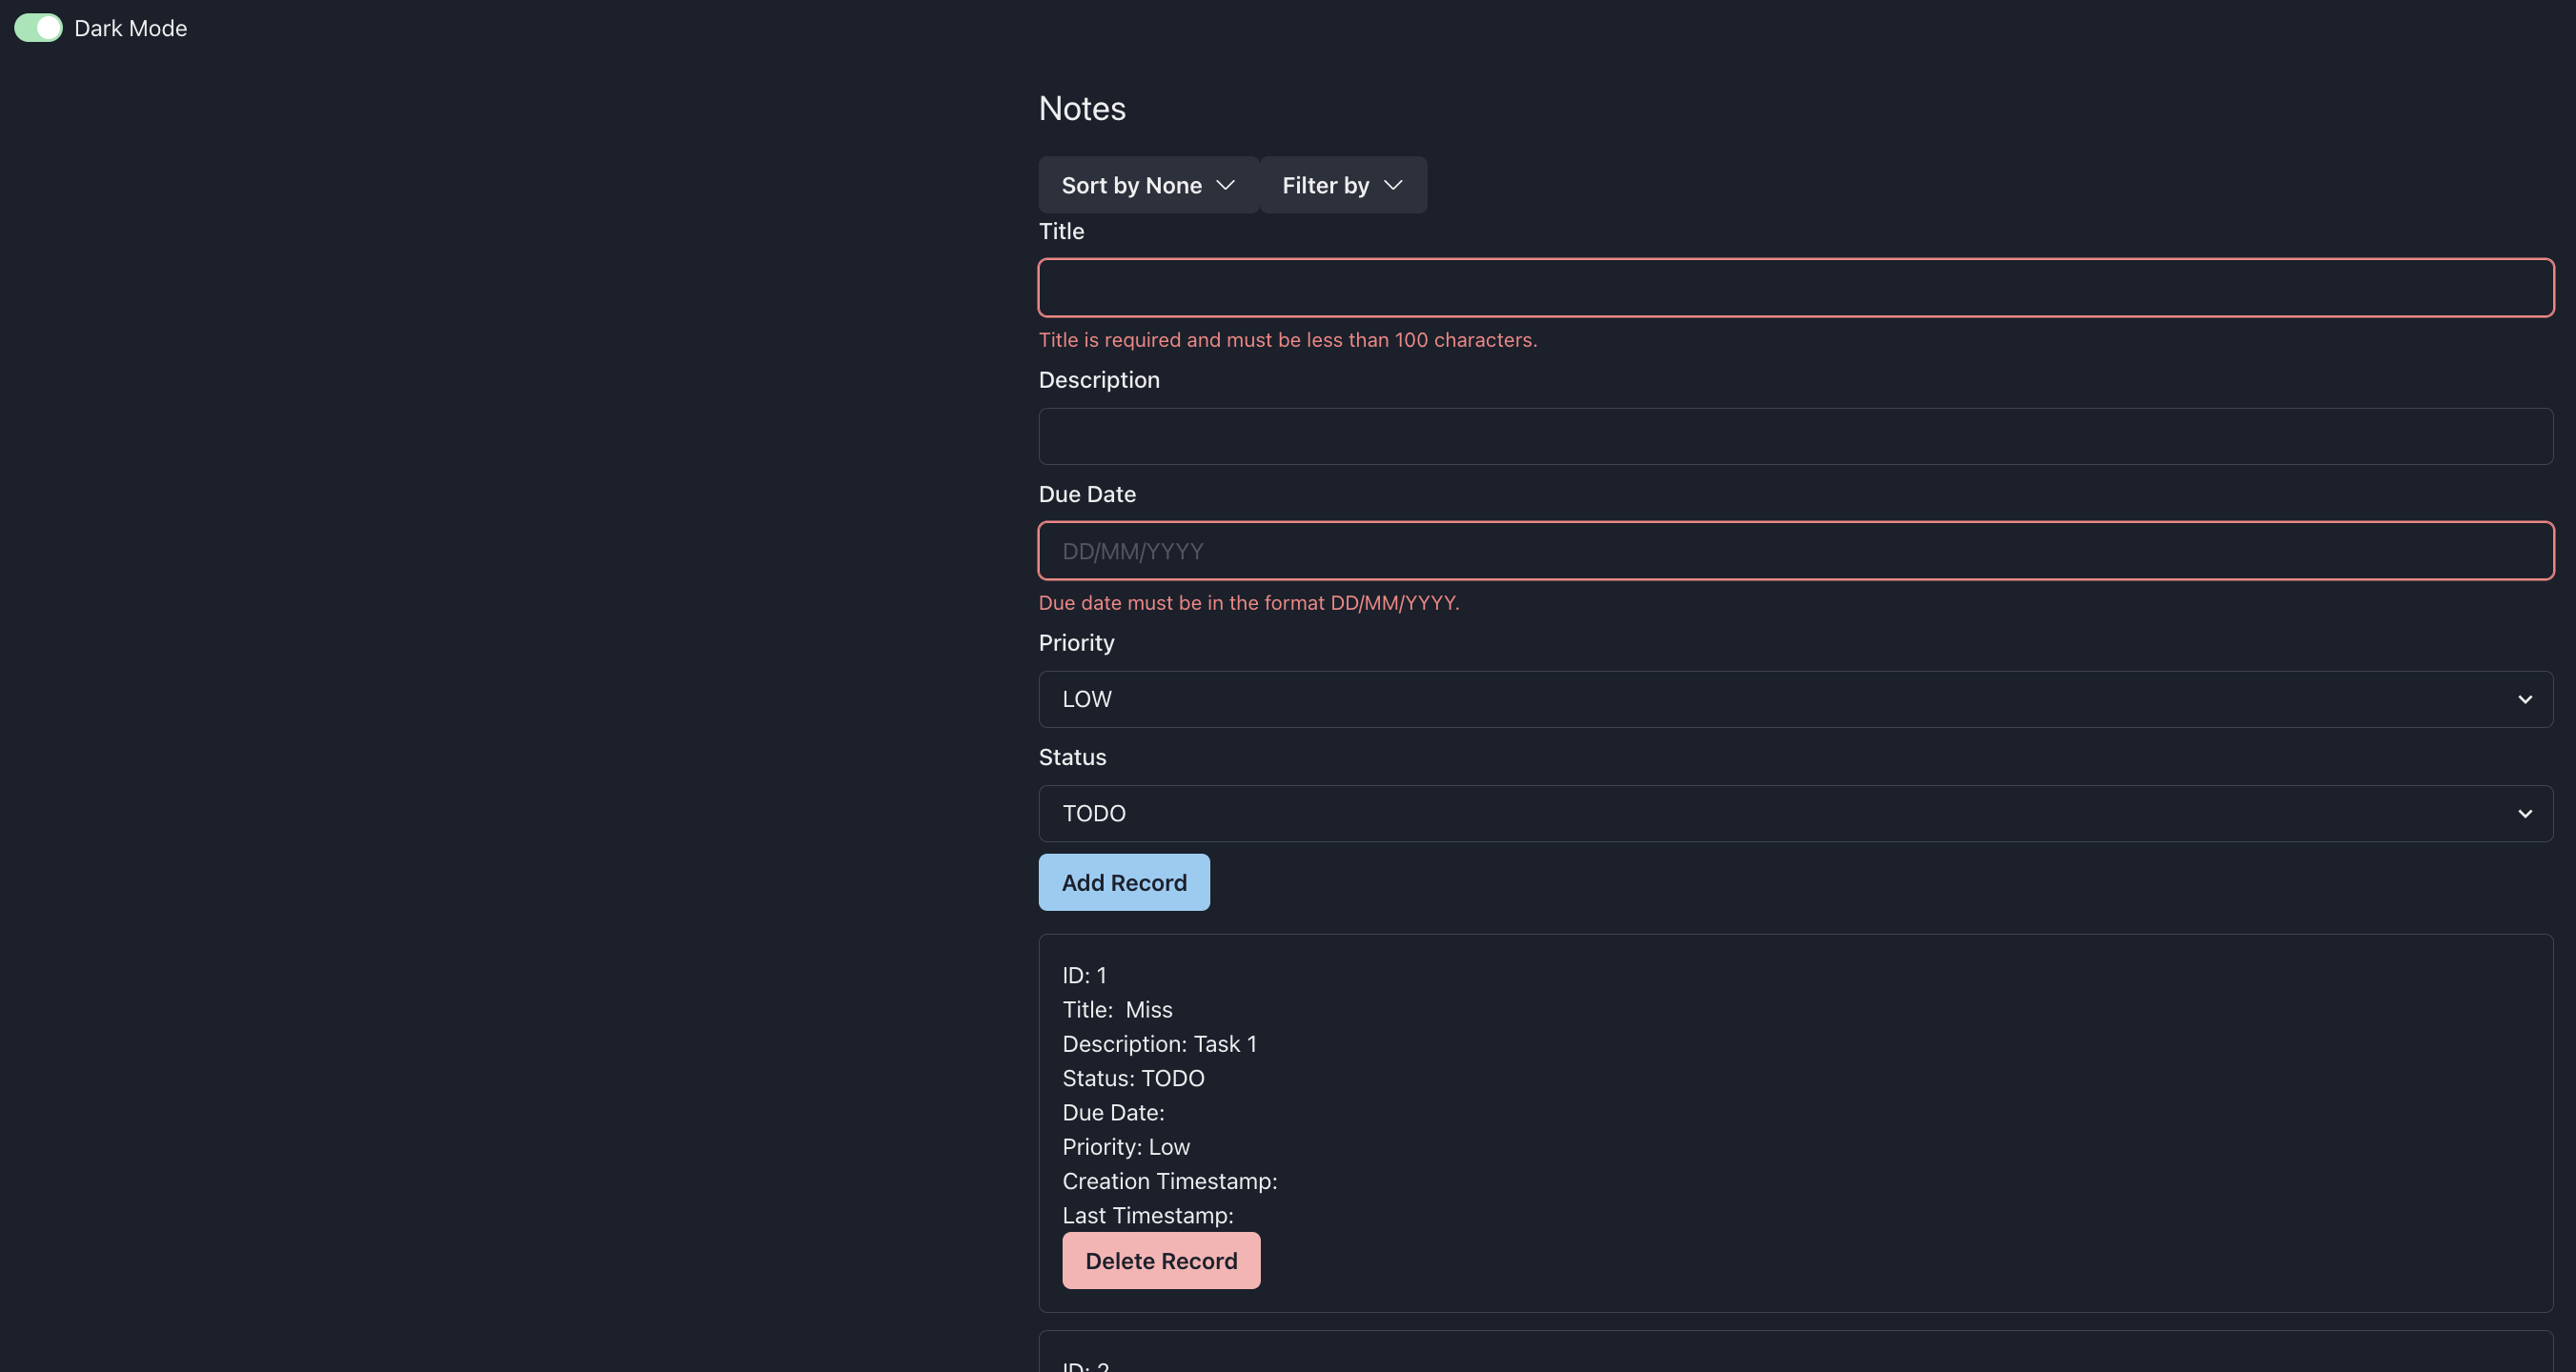 Dark Mode
Notes
Sort by None
Filter by
Title
Title is required and must be less than 100 characters.
Description
Due Date
DD/MM/YYYY
Due date must be in the format DD/MM/YYYY.
Priority
LOW
Status
TODO
Add Record
ID: 1
Title:  Miss
Description: Task 1
Status: TODO
Due Date:
Priority: Low
Creation Timestamp:
Last Timestamp:
Delete Record
ID: 2